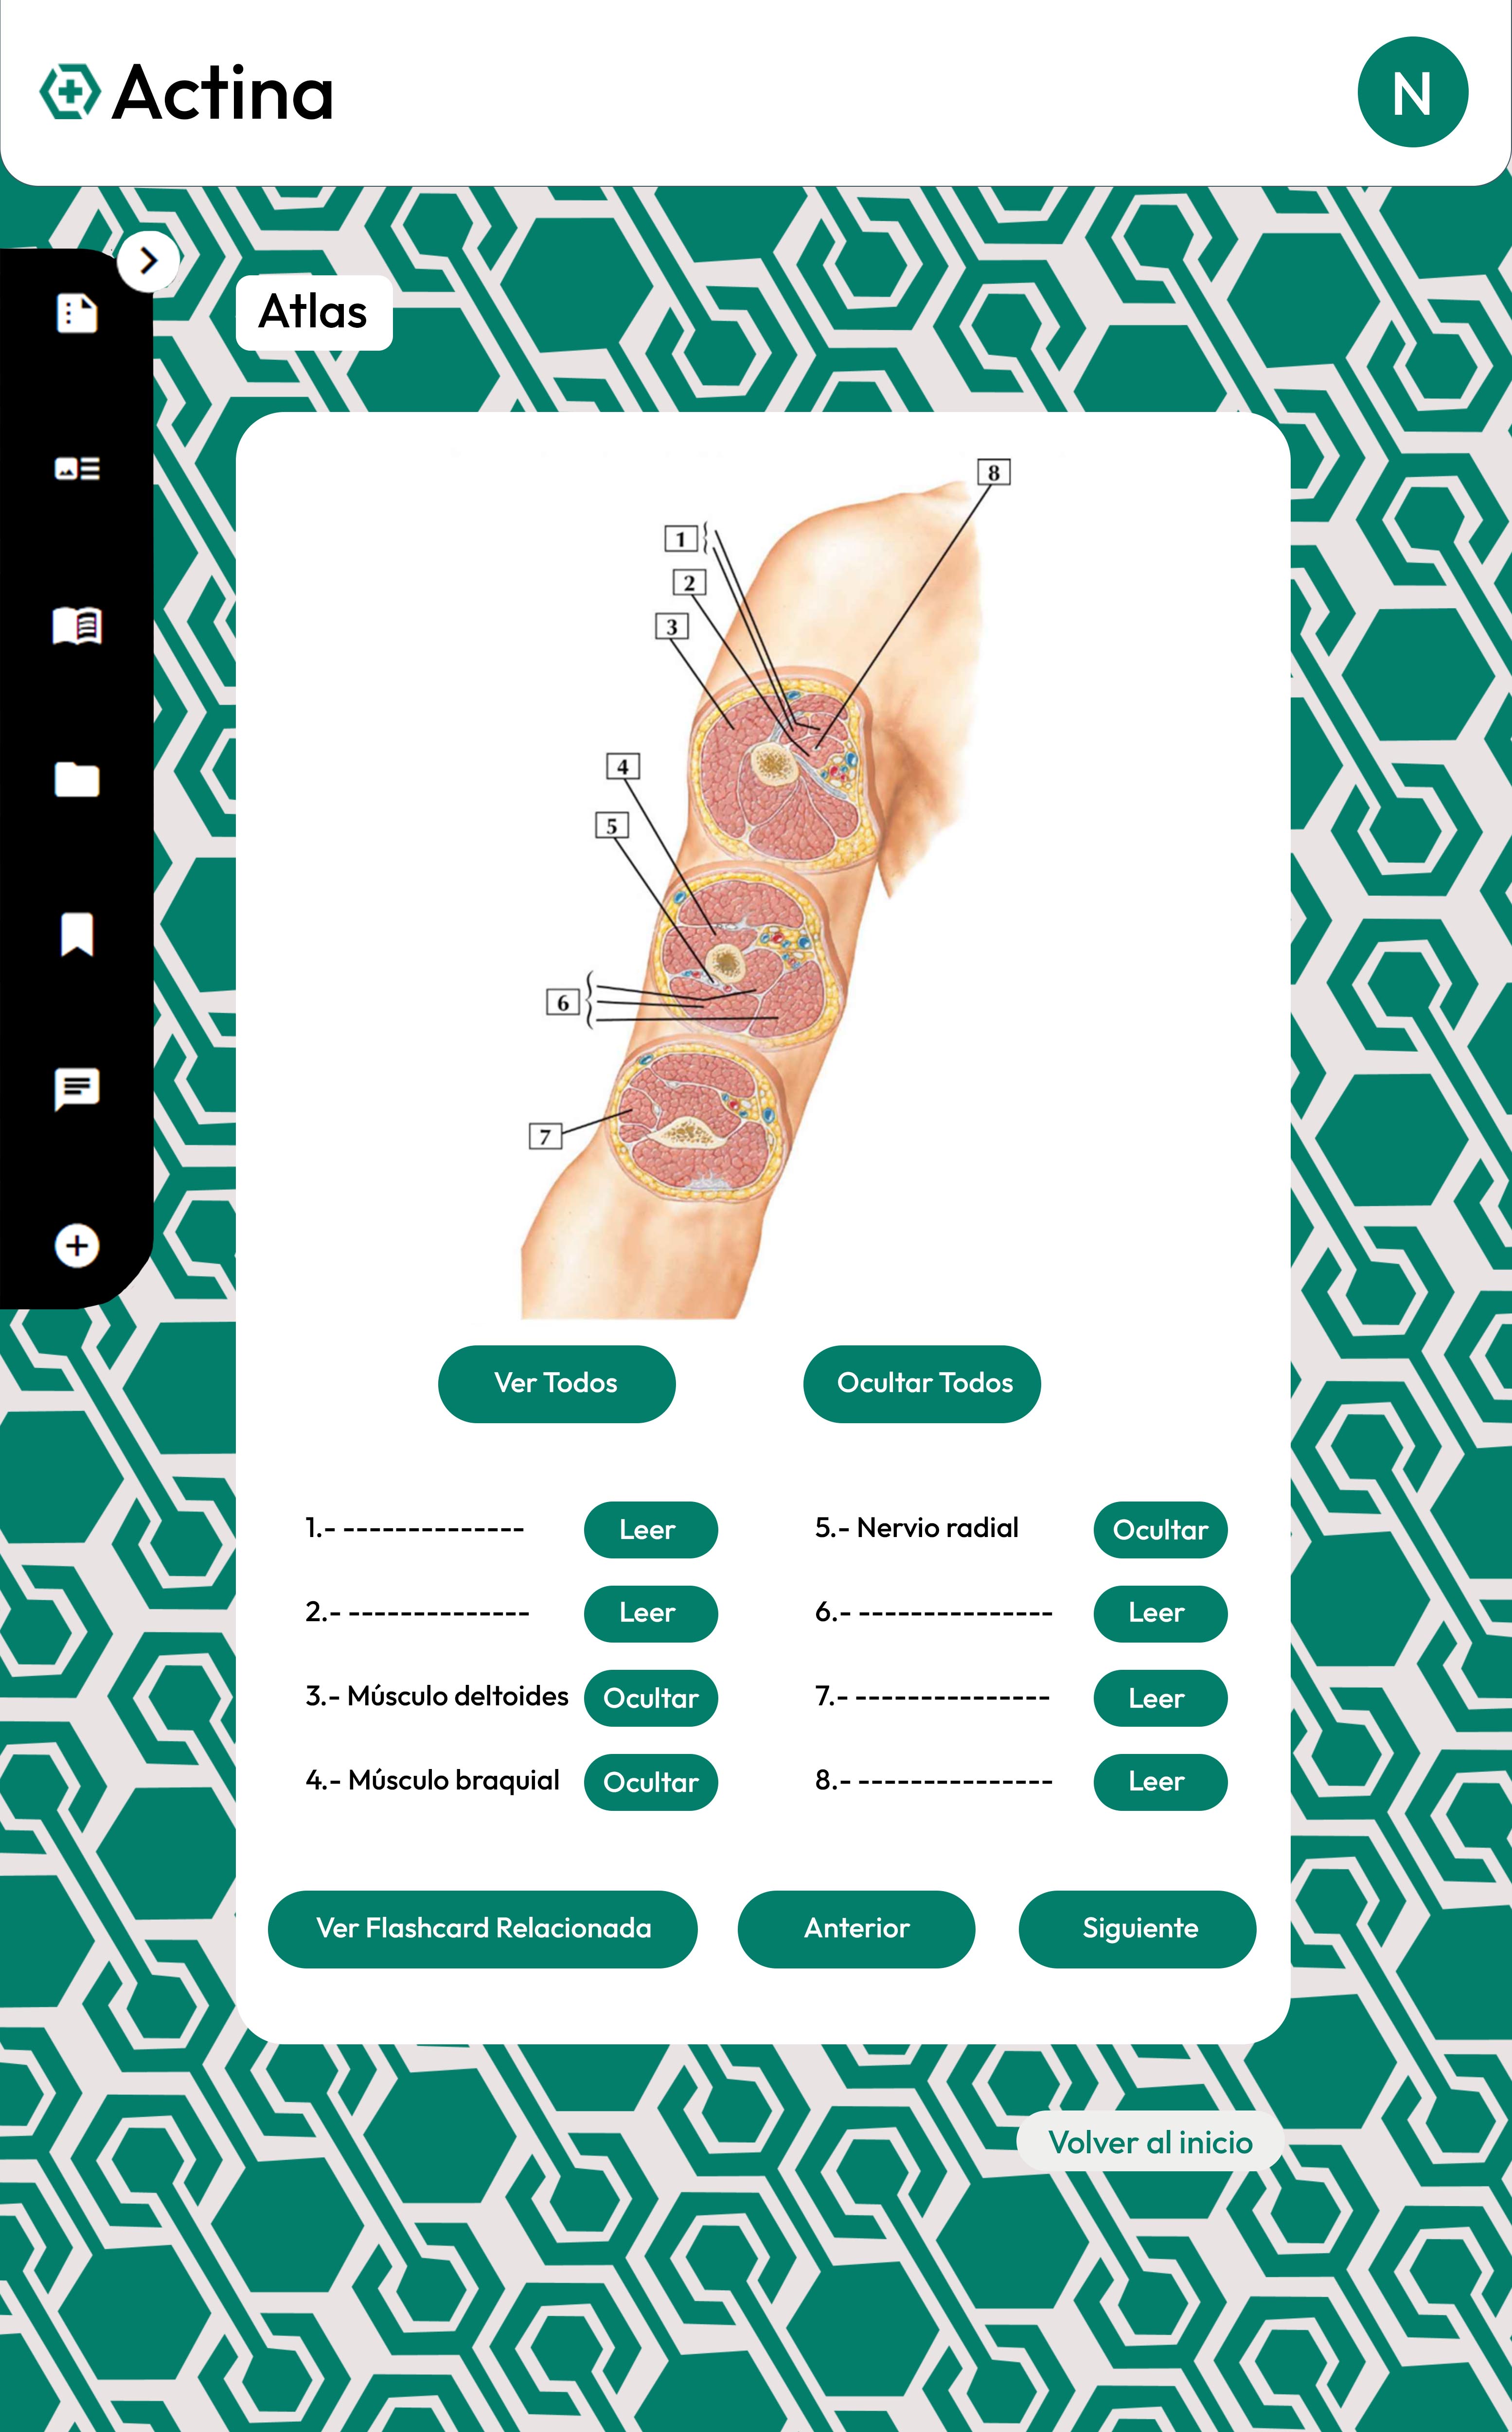 Actina
N
Atlas
8
1
2
3
4
5
6
7
Ver Todos
Ocultar Todos
1.- --------------
Leer
2.- --------------
Leer
3.- Músculo deltoides
Ocultar
4.- Músculo braquial
Ocultar
5.- Nervio radial
Ocultar
6.- ---------------
Leer
7.- ---------------
Leer
8.- ---------------
Leer
Ver Flashcard Relacionada
Anterior
Siguiente
Volver al inicio